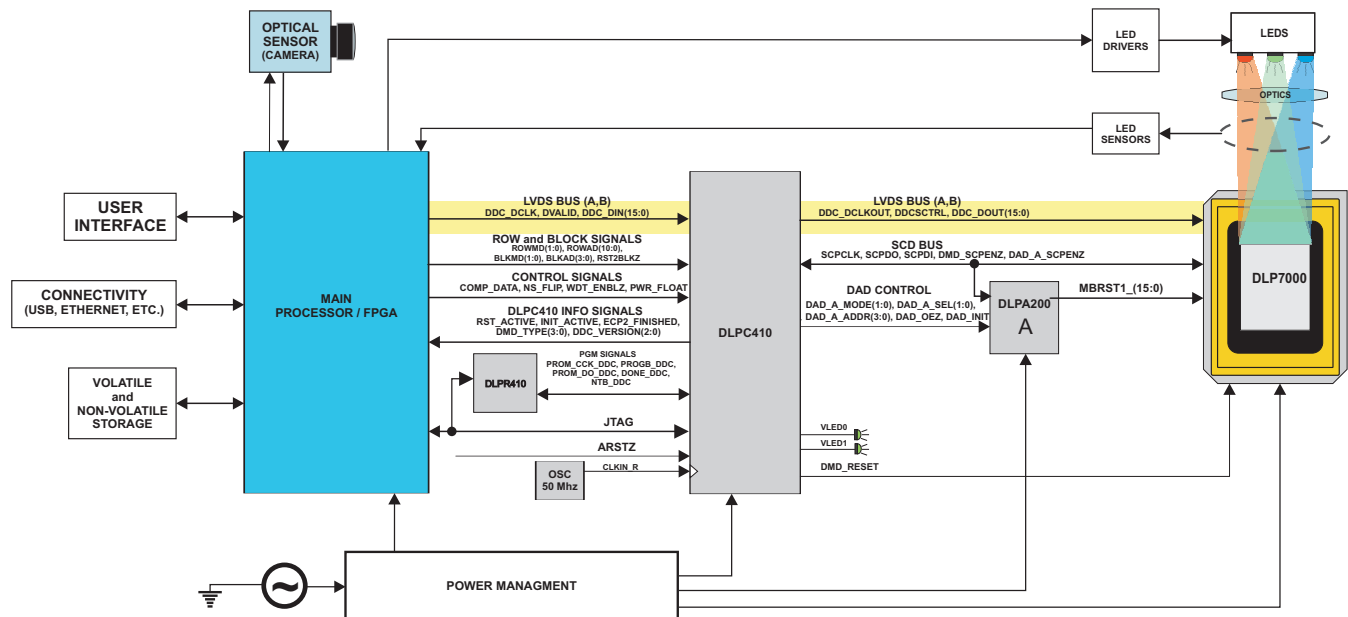 OPTICAL
SENSOR
(CAMERA)
LED
DRIVERS
LEDS
OPTICS
LED
SENSORS
USER
INTERFACE
CONNECTIVITY
(USB, ETHERNET, ETC.)
VOLATILE
and
NON-VOLATILE
STORAGE
MAIN
PROCESSOR / FPGA
LVDS BUS (A,B)
DDC_DCLK, DVALID, DDC_DIN(15:0)
ROW and BLOCK SIGNALS
ROWMD(1:0), ROWAD(10:0),
BLKMD(1:0), BLKAD(3:0), RST2BLKZ
CONTROL SIGNALS
COMP_DATA, NS_FLIP, WDT_ENBLZ, PWR_FLOAT
DLPC410 INFO SIGNALS
RST_ACTIVE, INIT_ACTIVE, ECP2_FINISHED,
DMD_TYPE(3:0), DDC_VERSION(2:0)
PGM SIGNALS
PROM_CCK_DDC, PROGB_DDC,
PROM_DO_DDC, DONE_DDC,
NTB_DDC
DLPR410
JTAG
ARSTZ
OSC
50 Mhz
CLKIN_R
DLPC410
LVDS BUS (A,B)
DDC_DCLKOUT, DDCSCTRL, DDC_DOUT(15:0)
SCD BUS
SCPCLK, SCPDO, SCPDI, DMD_SCPENZ, DAD_A_SCPENZ
DAD CONTROL
DAD_A_MODE(1:0), DAD_A_SEL(1:0),
DAD_A_ADDR(3:0), DAD_OEZ, DAD_INIT
DLPA200
A
MBRST1_(15:0)
DLP7000
VLED0
VLED1
DMD_RESET
POWER MANAGMENT